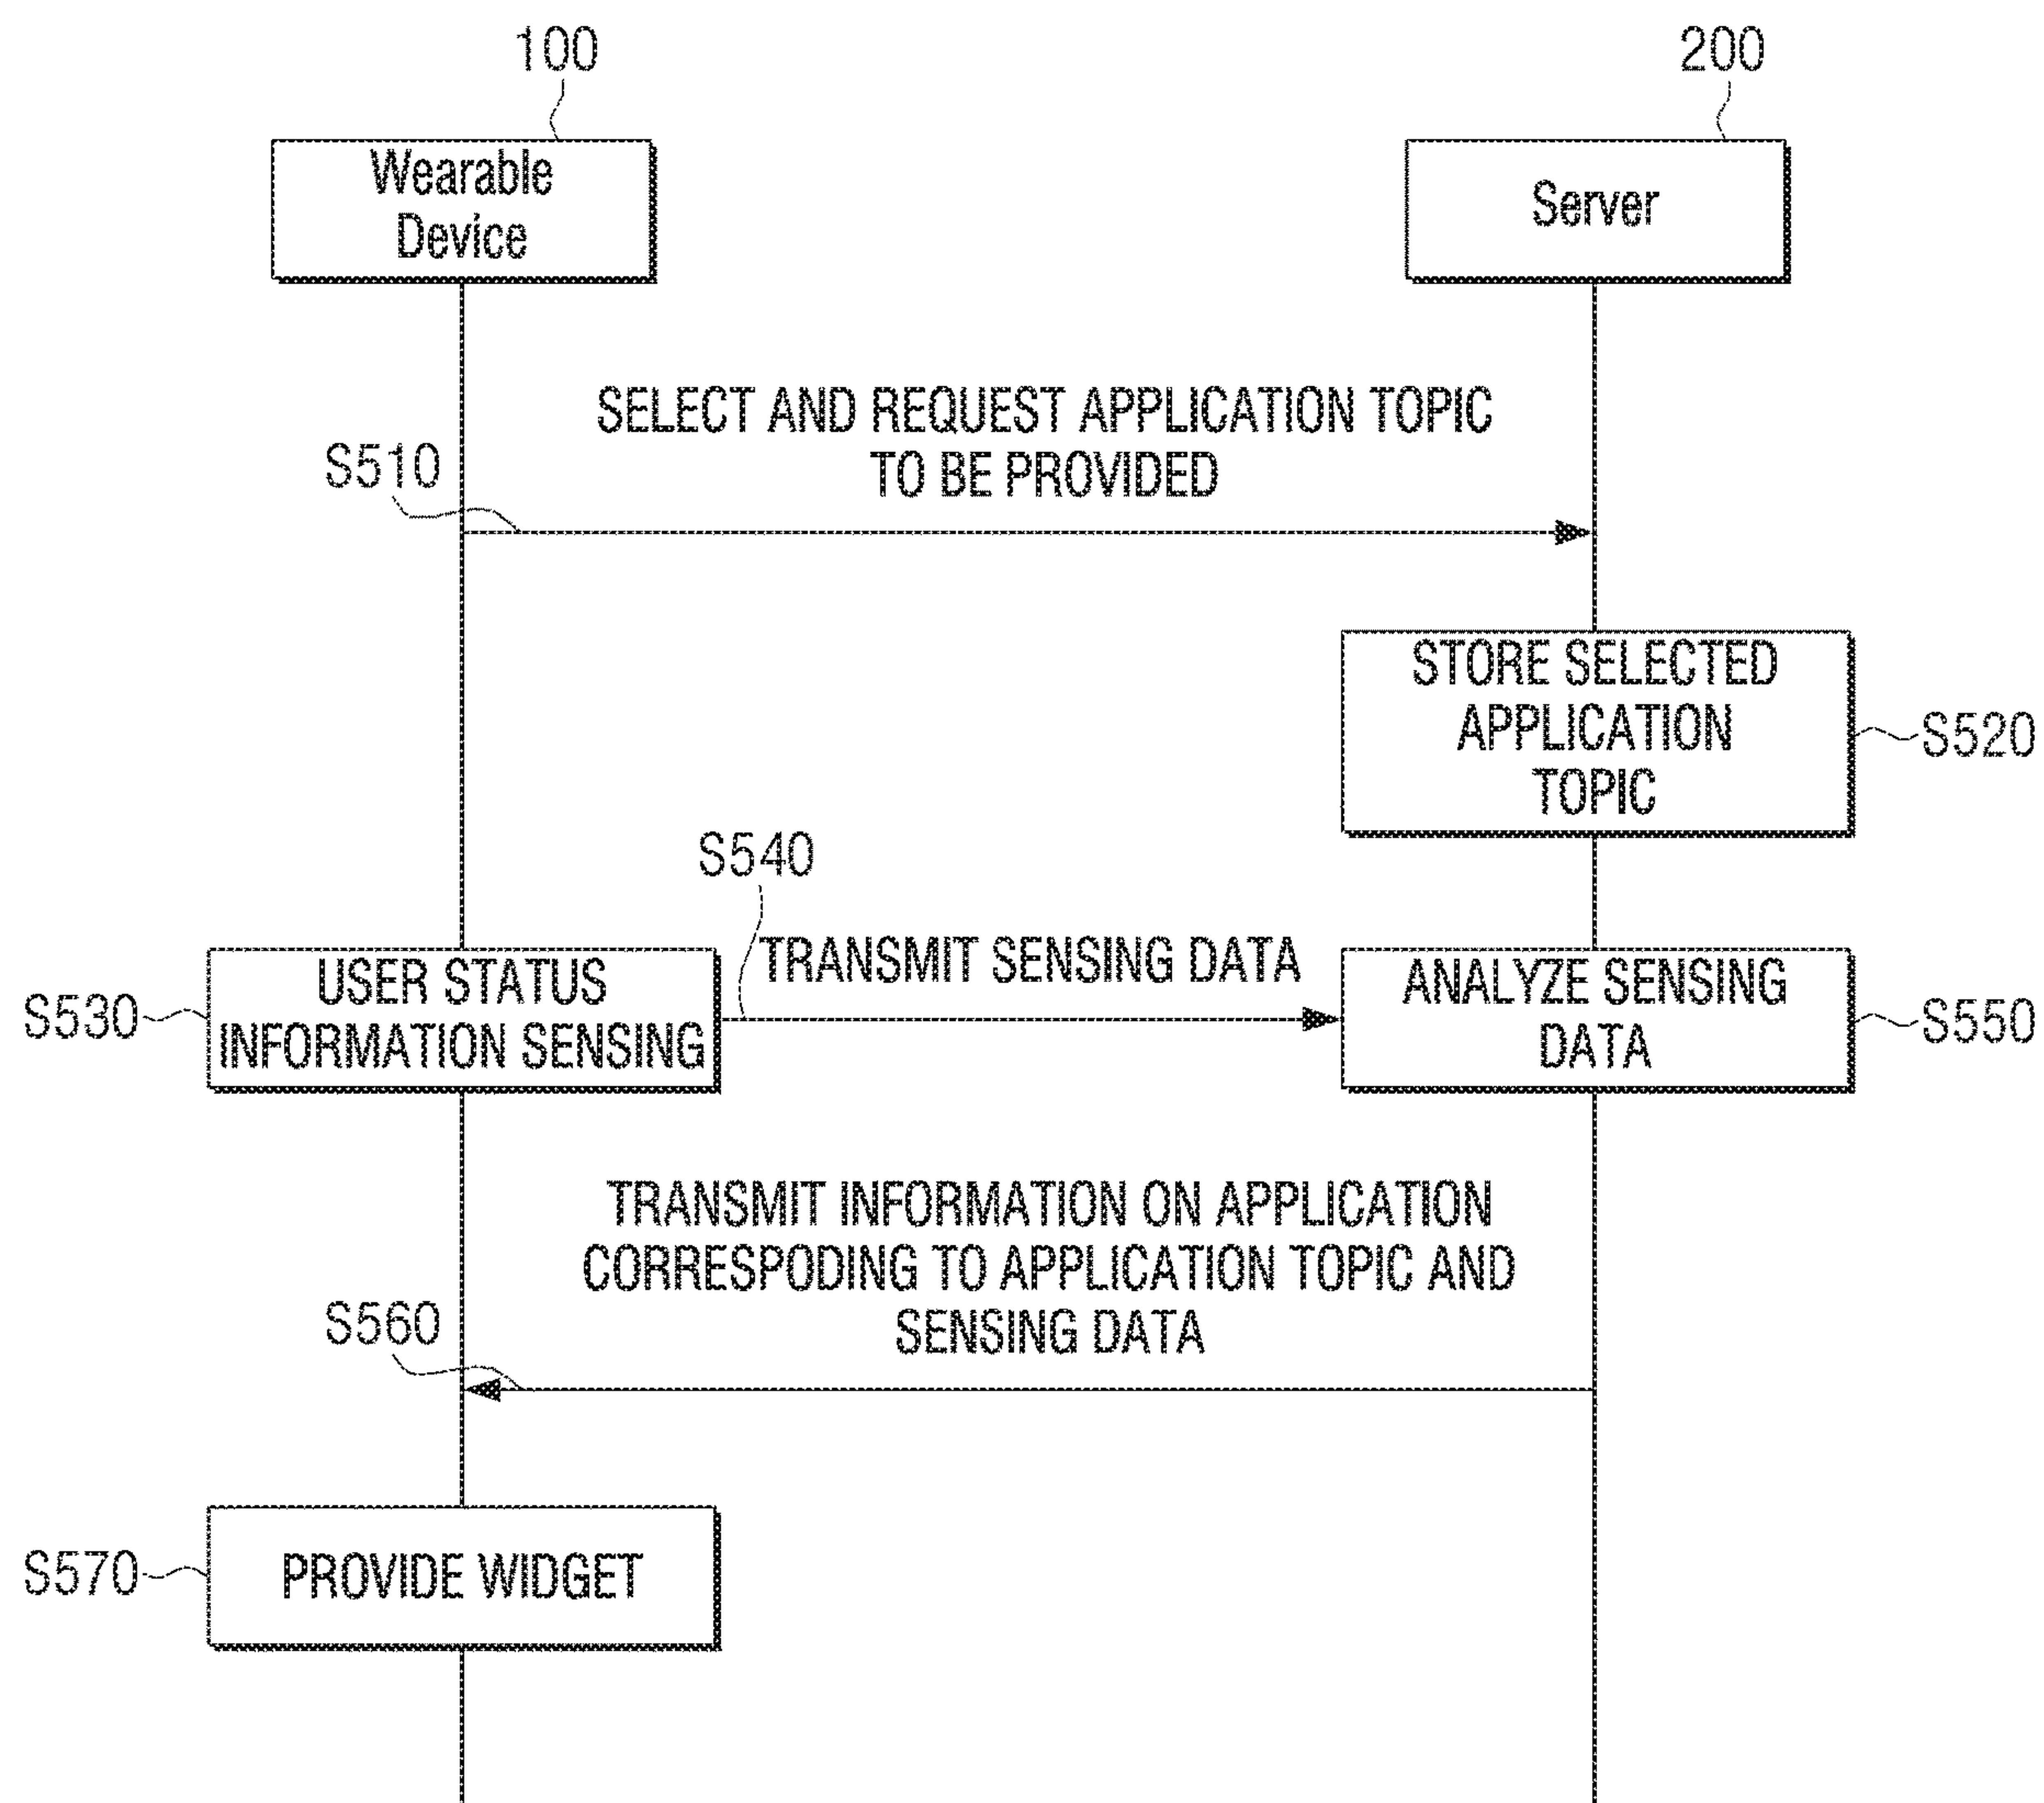 100
200
Wearable
Device
Server
SELECT AND REQUEST APPLICATION TOPIC
TO BE PROVIDED
S510
STORE SELECTED
APPLICATION
TOPIC
S520
S540
TRANSMIT SENSING DATA
S530
USER STATUS
INFORMATION SENSING
ANALYZE SENSING
DATA
S550
TRANSMIT INFORMATION ON APPLICATION
CORRESPODING TO APPLICATION TOPIC AND
SENSING DATA
S560
S570
PROVIDE WIDGET